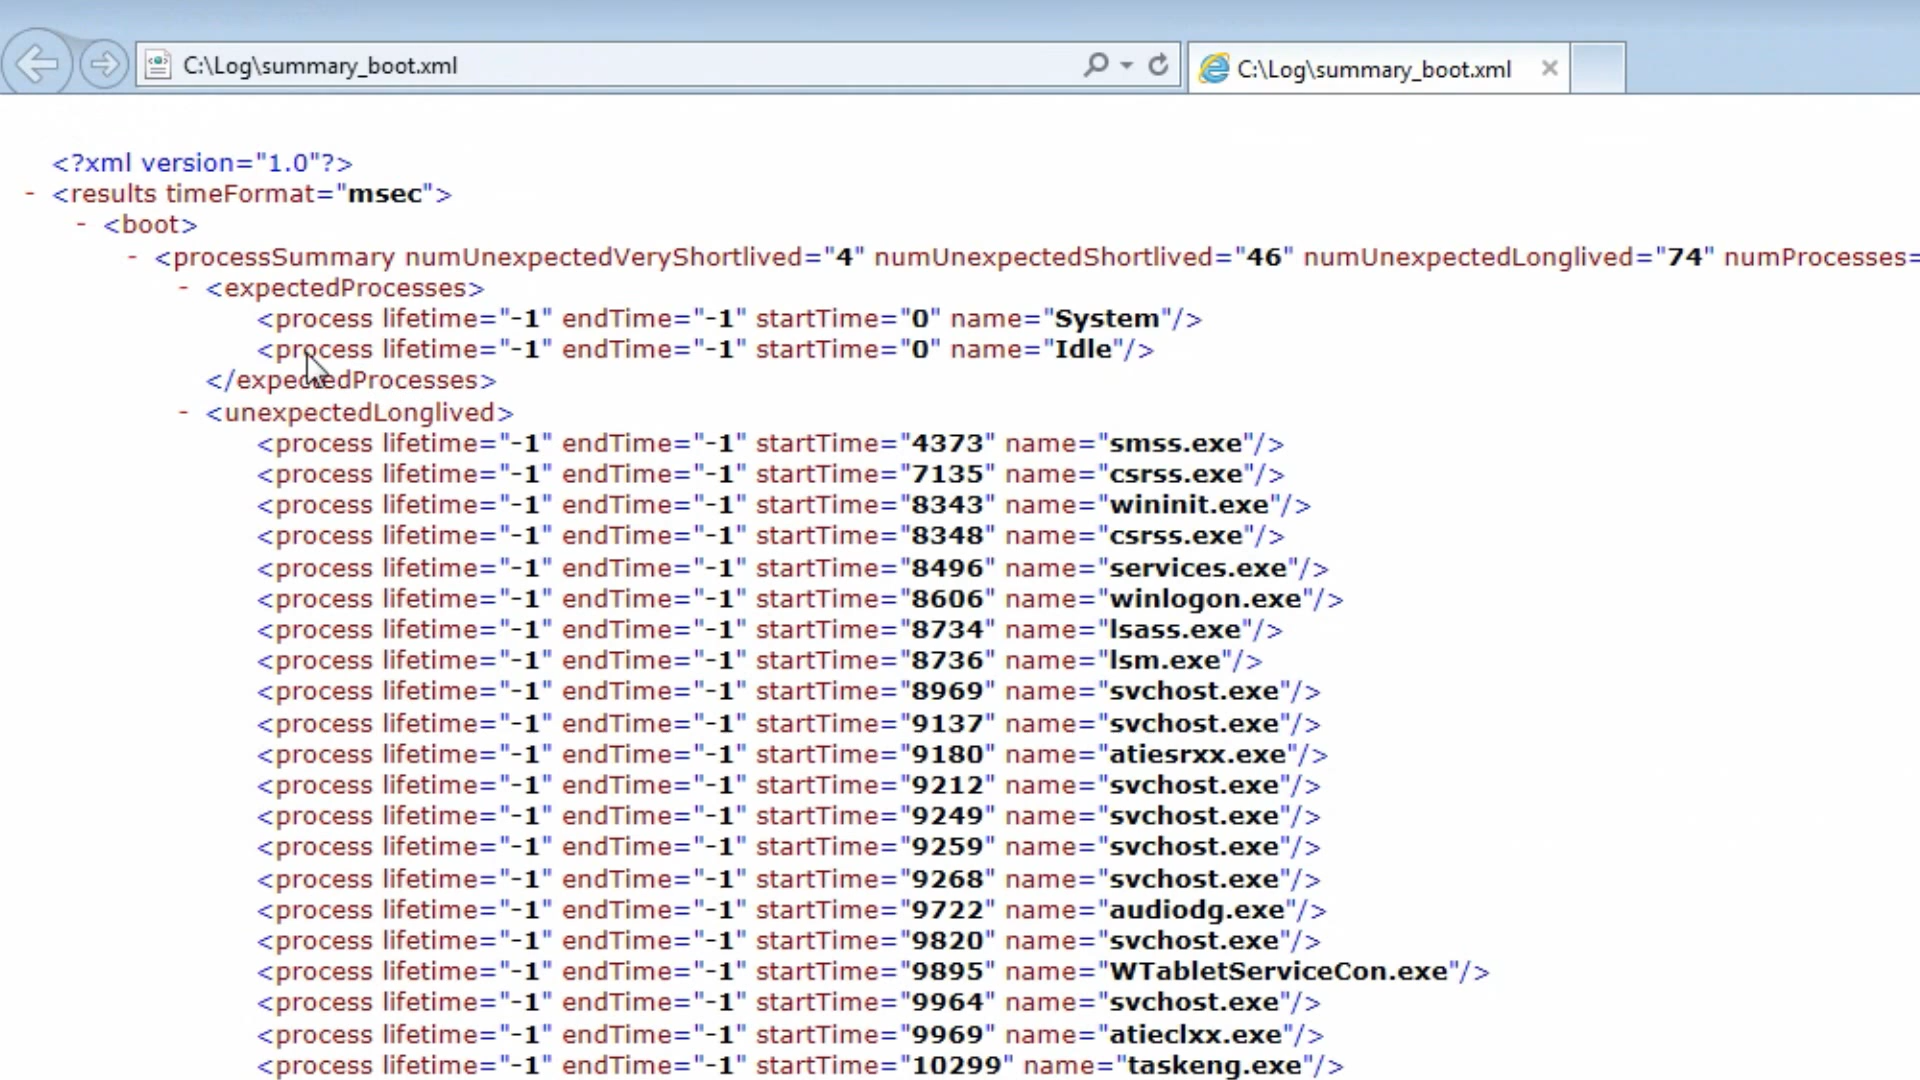 C:\Log\summary_boot.xml
C:\Log\summary_boot.xml
<?xml version="1.0"?>
- <results timeFormat="msec">
- <boot>
- <processSummary numUnexpectedVeryShortlived="4" numUnexpectedShortlived="46" numUnexpectedLonglived="74" numProcesses=
- <expectedProcesses>
<process lifetime="-1" endTime="-1" startTime="0" name="System"/>
<process lifetime="-1" endTime="-1" startTime="0" name="Idle"/>
</expectedProcesses>
- <unexpectedLonglived>
<process lifetime="-1" endTime="-1" startTime="4373" name="smss.exe"/>
<process lifetime="-1" endTime="-1" startTime="7135" name="csrss.exe"/>
<process lifetime="-1" endTime="-1" startTime="8343" name="wininit.exe"/>
<process lifetime="-1" endTime="-1" startTime="8348" name="csrss.exe"/>
<process lifetime="-1" endTime="-1" startTime="8496" name="services.exe"/>
<process lifetime="-1" endTime="-1" startTime="8606" name="winlogon.exe"/>
<process lifetime="-1" endTime="-1" startTime="8734" name="lsass.exe"/>
<process lifetime="-1" endTime="-1" startTime="8736" name="lsm.exe"/>
<process lifetime="-1" endTime="-1" startTime="8969" name="svchost.exe"/>
<process lifetime="-1" endTime="-1" startTime="9137" name="svchost.exe"/>
<process lifetime="-1" endTime="-1" startTime="9180" name="atiesrxx.exe"/>
<process lifetime="-1" endTime="-1" startTime="9212" name="svchost.exe"/>
<process lifetime="-1" endTime="-1" startTime="9249" name="svchost.exe"/>
<process lifetime="-1" endTime="-1" startTime="9259" name="svchost.exe"/>
<process lifetime="-1" endTime="-1" startTime="9268" name="svchost.exe"/>
<process lifetime="-1" endTime="-1" startTime="9722" name="audiodg.exe"/>
<process lifetime="-1" endTime="-1" startTime="9820" name="svchost.exe"/>
<process lifetime="-1" endTime="-1" startTime="9895" name="WTabletServiceCon.exe"/>
<process lifetime="-1" endTime="-1" startTime="9964" name="svchost.exe"/>
<process lifetime="-1" endTime="-1" startTime="9969" name="atieclxx.exe"/>
<process lifetime="-1" endTime="-1" startTime="10299" name="taskeng.exe"/>